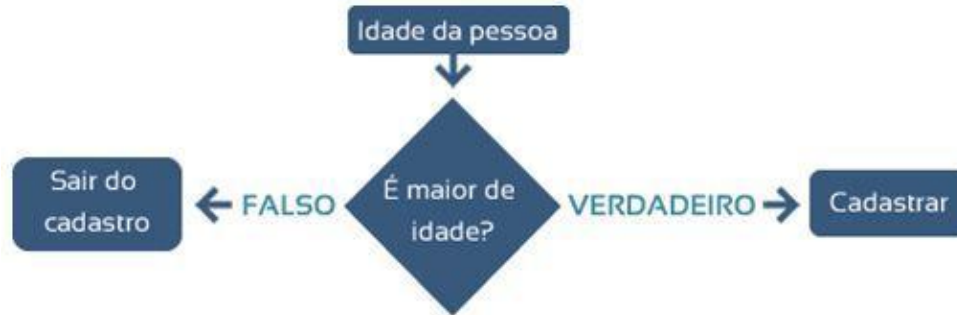 Idade da pessoa
Sair do
cadastro
FALSO
É maior de
idade?
VERDADEIRO
Cadastrar